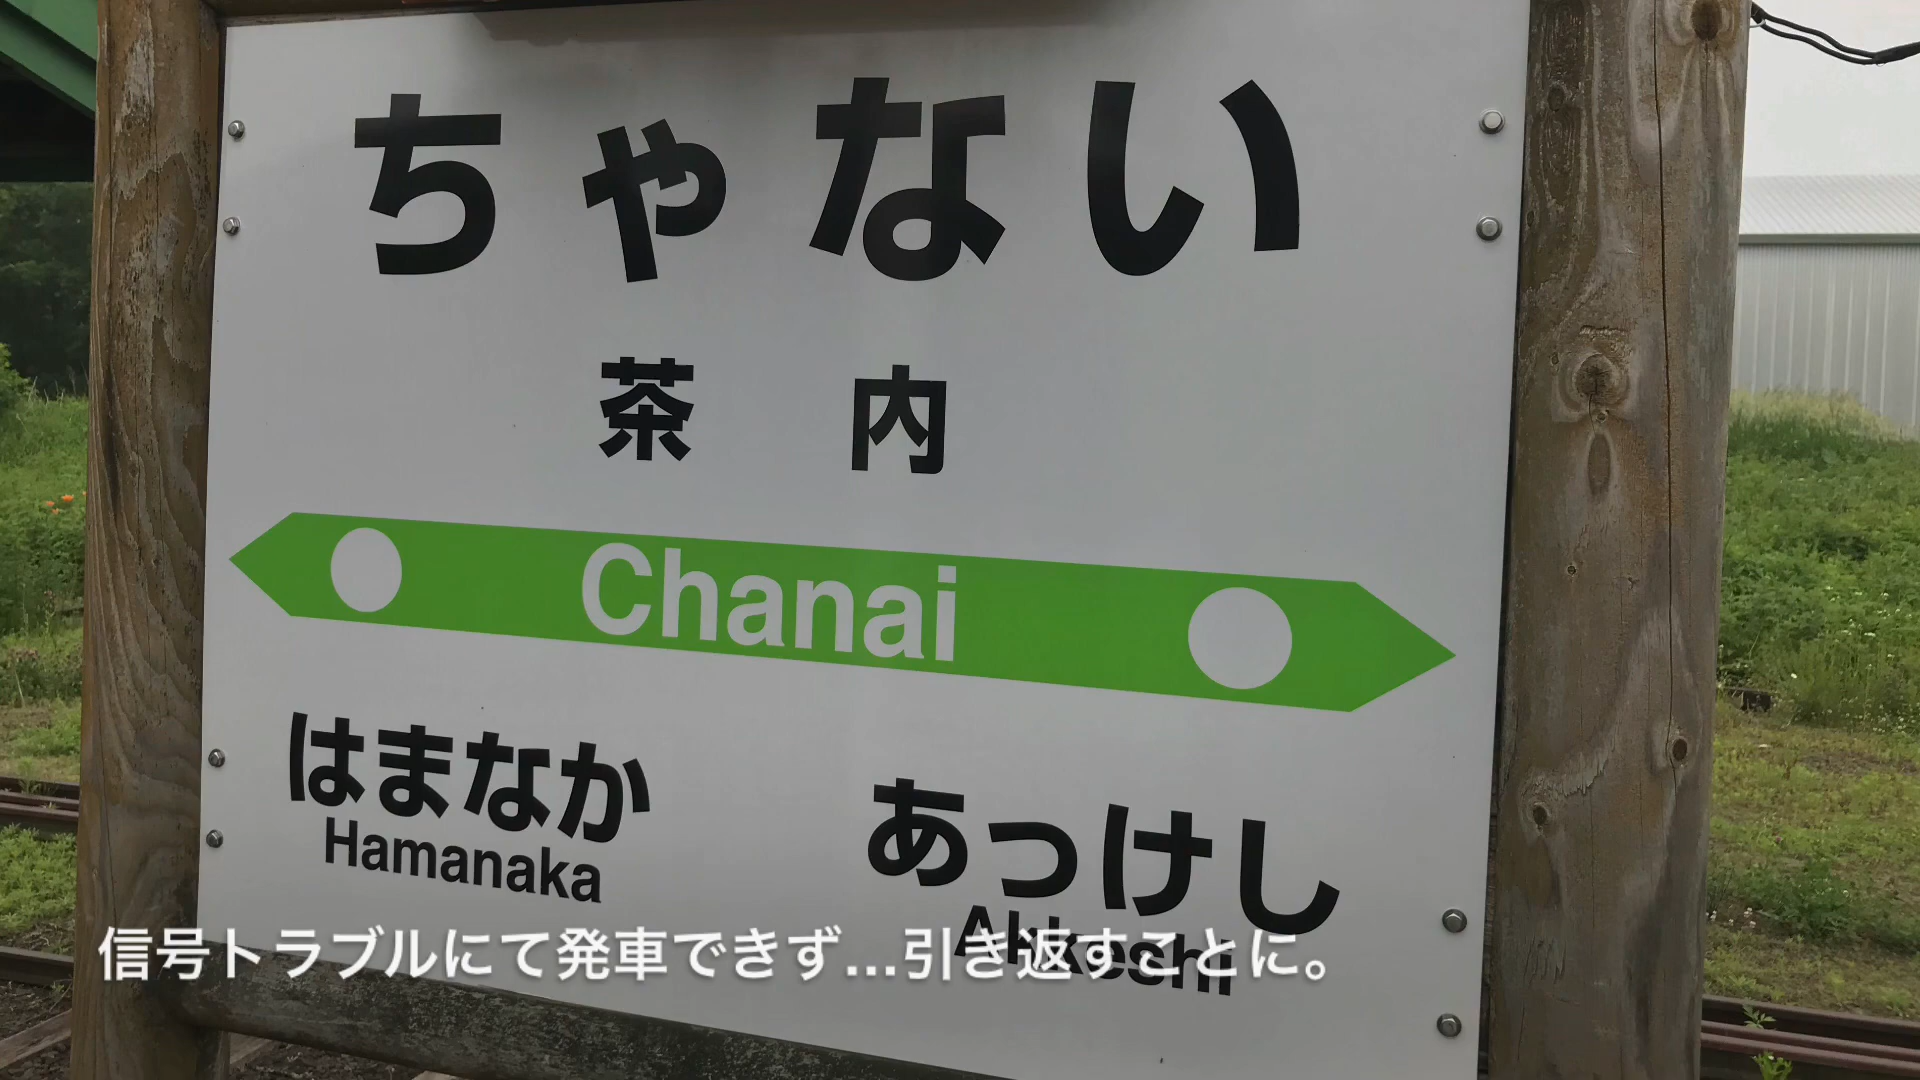 ちゃない
茶内
Chanai
はまなか
Hamanaka
あっけし
Akkeshi
信号トラブルにて発車できず…引き返すことに。